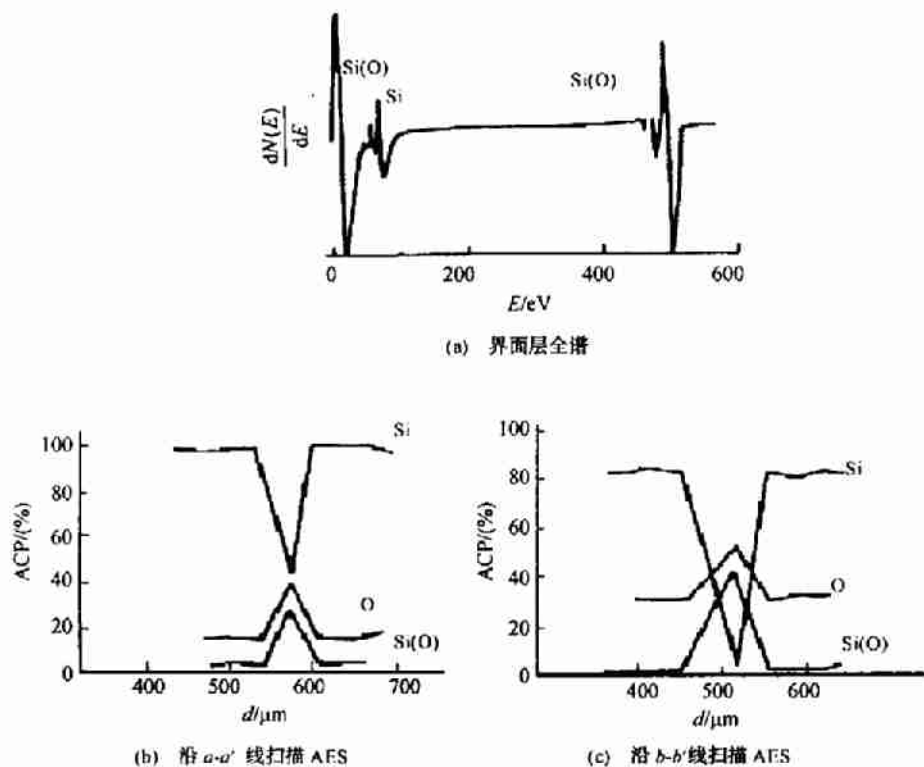 Si(O)
Si
Si(O)
dN(E)
dE
0 200 400 600
E/eV
(a) 界面层全谱
100
80
60
40
20
0
ACP/(%)
Si
O
Si(O)
400 500 600 700
d/μm
(b) 沿 a-a' 线扫描 AES
100
80
60
40
20
0
ACP/(%)
Si
O
Si(O)
400 500 600
d/μm
(c) 沿 b-b' 线扫描 AES